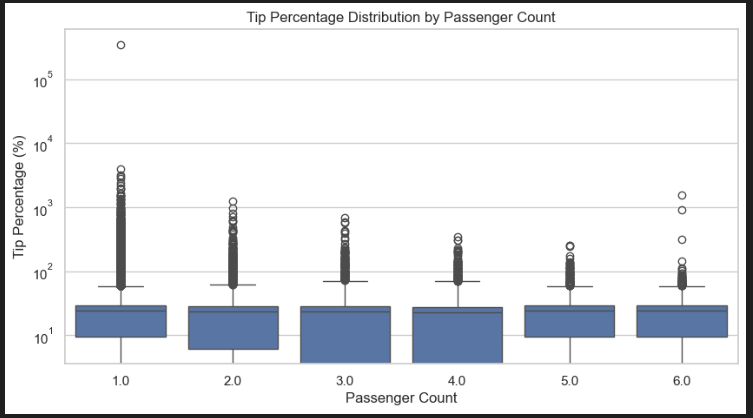 Tip Percentage Distribution by Passenger Count
Tip Percentage (%)
10^5
10^4
10^3
10^2
10^1
1.0 2.0 3.0 4.0 5.0 6.0
Passenger Count